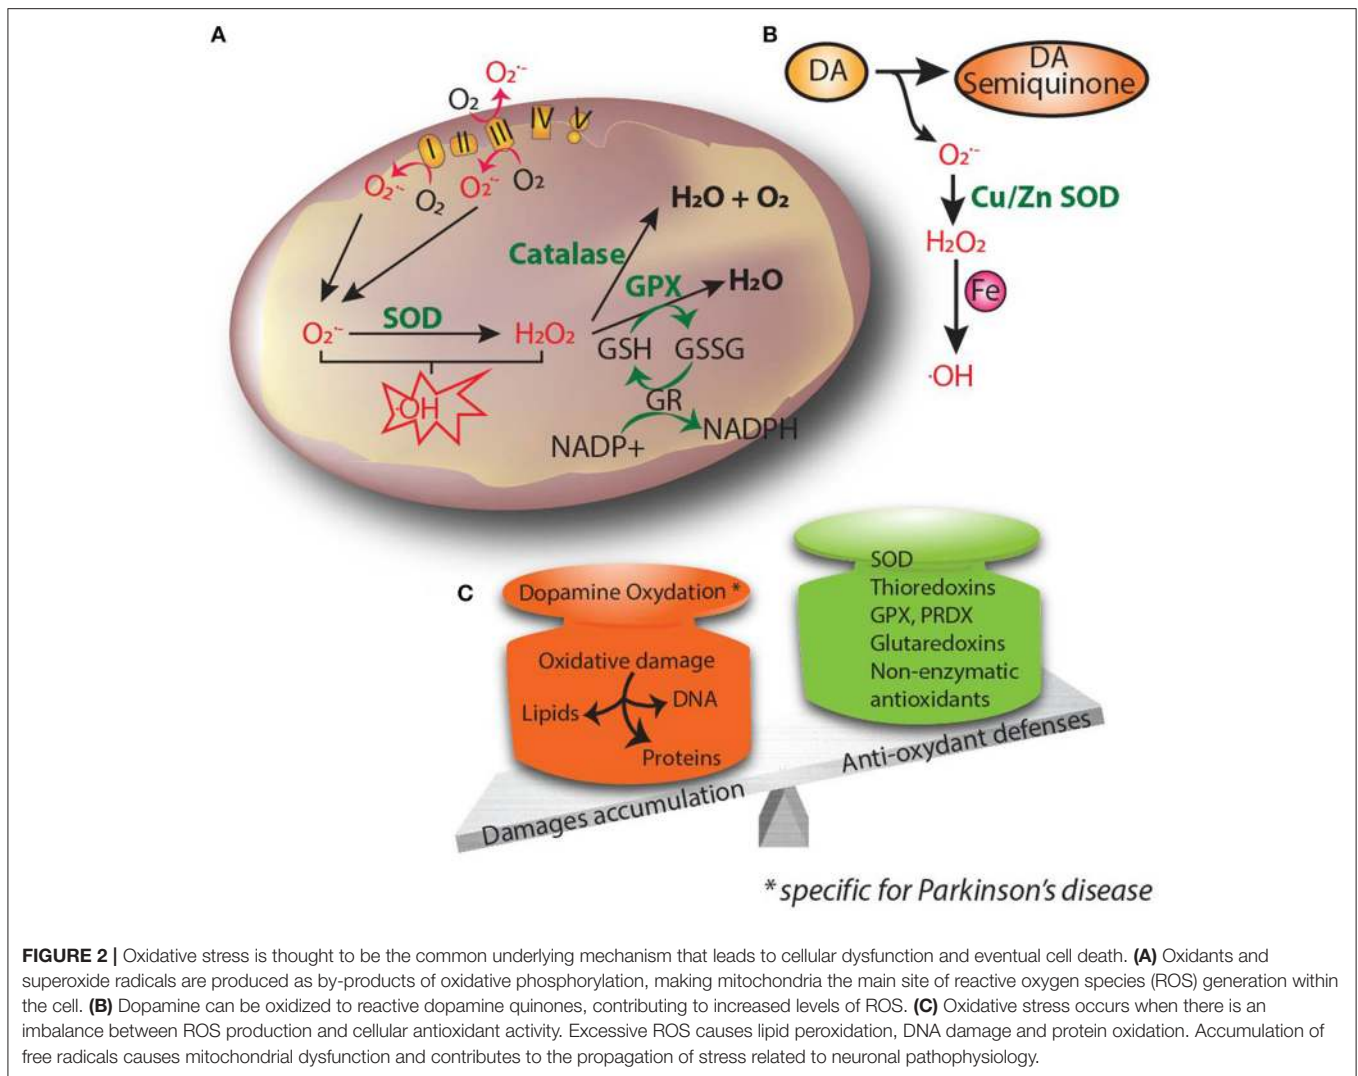 A
O₂·-
O₂
I II III IV V
O₂·- O₂ O₂·- O₂
H₂O + O₂
Catalase
GPX H₂O
O₂·- SOD H₂O₂
GSH GSSG
·OH
GR
NADP+ NADPH
B
DA
DA
Semiquinone
O₂·-
Cu/Zn SOD
H₂O₂
Fe
·OH
C
Dopamine Oxydation *
Oxidative damage
Lipids DNA
Proteins
Damages accumulation
SOD
Thioredoxins
GPX, PRDX
Glutaredoxins
Non-enzymatic
antioxidants
Anti-oxydant defenses
* specific for Parkinson's disease
FIGURE 2 | Oxidative stress is thought to be the common underlying mechanism that leads to cellular dysfunction and eventual cell death. (A) Oxidants and
superoxide radicals are produced as by-products of oxidative phosphorylation, making mitochondria the main site of reactive oxygen species (ROS) generation within
the cell. (B) Dopamine can be oxidized to reactive dopamine quinones, contributing to increased levels of ROS. (C) Oxidative stress occurs when there is an
imbalance between ROS production and cellular antioxidant activity. Excessive ROS causes lipid peroxidation, DNA damage and protein oxidation. Accumulation of
free radicals causes mitochondrial dysfunction and contributes to the propagation of stress related to neuronal pathophysiology.